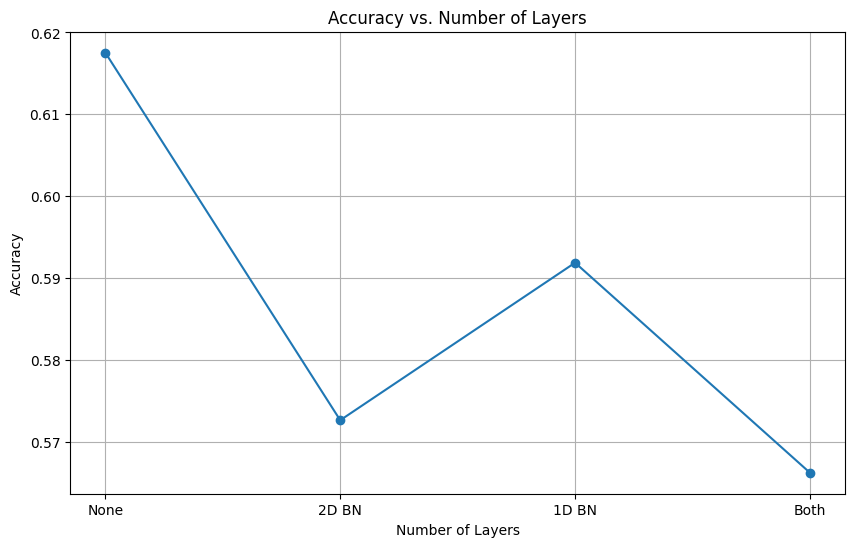 Accuracy vs. Number of Layers
0.62
0.61
0.60
0.59
0.58
0.57
Accuracy
None
2D BN
1D BN
Both
Number of Layers